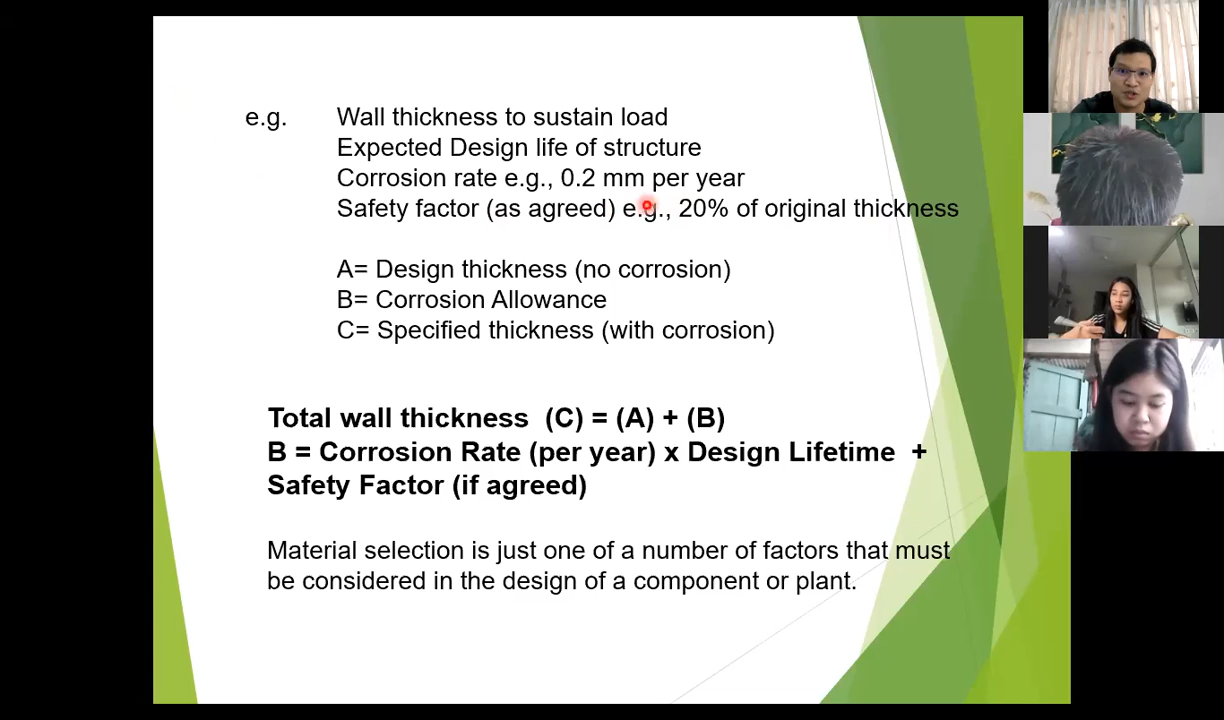 e.g. Wall thickness to sustain load
Expected Design life of structure
Corrosion rate e.g., 0.2 mm per year
Safety factor (as agreed) e.g., 20% of original thickness
A= Design thickness (no corrosion)
B= Corrosion Allowance
C= Specified thickness (with corrosion)
Total wall thickness (C) = (A) + (B)
B = Corrosion Rate (per year) x Design Lifetime +
Safety Factor (if agreed)
Material selection is just one of a number of factors that must
be considered in the design of a component or plant.